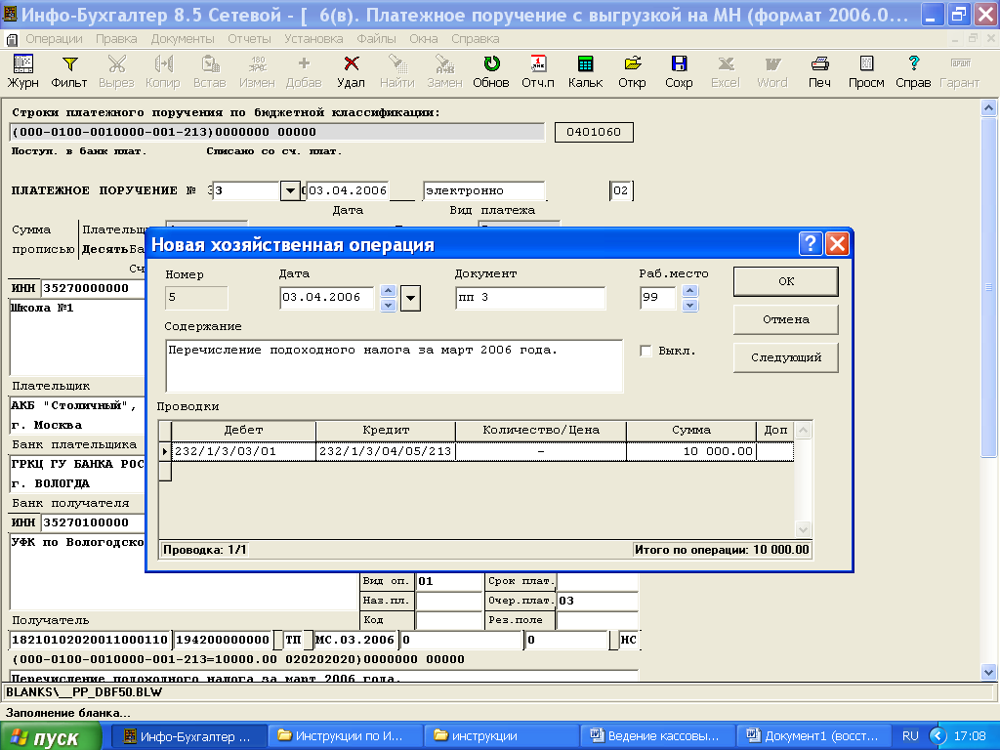 Инфо-Бухгалтер 8.5 Сетевой - [ 6(в). Платежное поручение с выгрузкой на МН (формат 2006.0...
Операции Правка Документы Отчеты Установка Файлы Окна Справка
Журн Фильт Вырез Копир Встав Измен Добав Удал Найти Замен Обнов Отч.п Кальк Откр Сохр Excel Word Печ Просм Справ Гарант
Строки платежного поручения по бюджетной классификации:
(000-0100-0010000-001-213)0000000 00000
0401060
Поступ. в банк плат. Списано со сч. плат.
ПЛАТЕЖНОЕ ПОРУЧЕНИЕ № 3 03.04.2006 электронно 02
Дата Вид платежа
Сумма
прописью
Плательщ
Десять
Сч
ИНН 35270000000
Школа №1
Плательщик
АКБ "Столичный",
г. Москва
Банк плательщика
ГРКЦ ГУ БАНКА РОС
г. ВОЛОГДА
Банк получателя
ИНН 35270100000
УФК по Вологодско
Новая хозяйственная операция
Номер Дата Документ Раб.место
5 03.04.2006 пп 3 99
OK
Отмена
Следующий
Содержание
Перечисление подоходного налога за март 2006 года.
Выкл.
Проводки
Дебет Кредит Количество/Цена Сумма Доп
232/1/3/03/01 232/1/3/04/05/213 – 10 000.00
Проводка: 1/1 Итого по операции: 10 000.00
Вид оп. 01 Срок плат.
Наз.пл. Очер.плат. 03
Код Рез.поле
Получатель
18210102020011000110 194200000000 ТП МС.03.2006 0 0 НС
(000-0100-0010000-001-213=10000.00 020202020)0000000 00000
Перечисление подоходного налога за март 2006 года.
BLANKS\__PP_DBF50.BLW
Заполнение бланка...
пуск Инфо-Бухгалтер ... Инструкции по И... инструкции Ведение кассовы... Документ1 (восст... RU 17:08